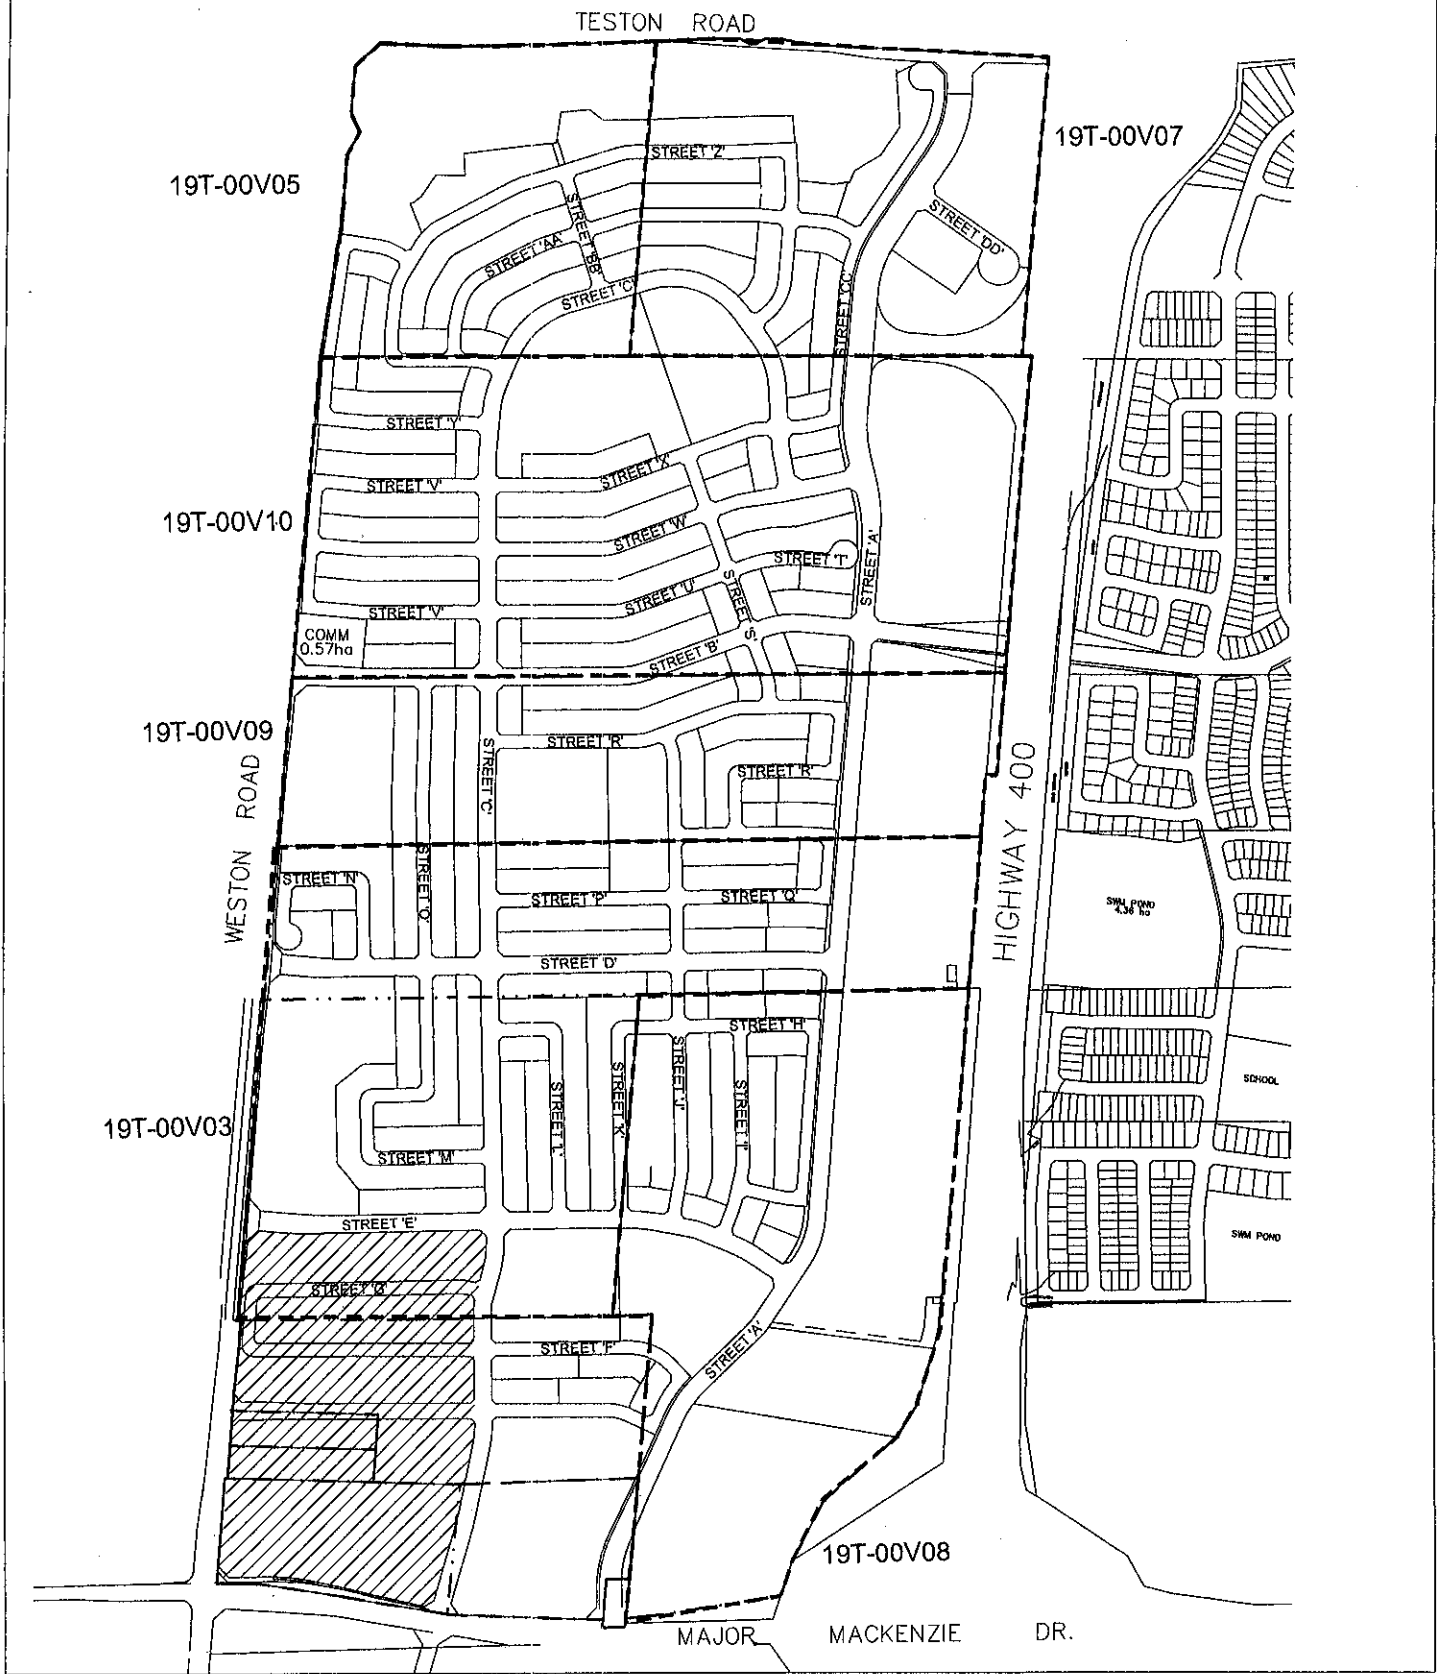 TESTON ROAD
19T-00V07
STREET 'Z'
19T-00V05
STREET 'DD'
STREET 'AA'
STREET 'BB'
STREET 'C'
STREET 'CC'
STREET 'Y'
STREET 'X'
STREET 'V'
19T-00V10
STREET 'W'
STREET 'T'
STREET 'A'
STREET 'U'
STREET 'S'
STREET 'V'
COMM
0.57ha
STREET 'B'
19T-00V09
STREET 'R'
STREET 'C'
STREET 'R'
WESTON ROAD
HIGHWAY 400
STREET 'N'
STREET 'O'
STREET 'P'
STREET 'Q'
SWM POND
4.36 ha
STREET 'D'
STREET 'H'
STREET 'L'
STREET 'K'
STREET 'J'
STREET 'I'
SCHOOL
19T-00V03
STREET 'M'
STREET 'E'
SWM POND
STREET 'G'
STREET 'F'
STREET 'A'
19T-00V08
MAJOR MACKENZIE DR.